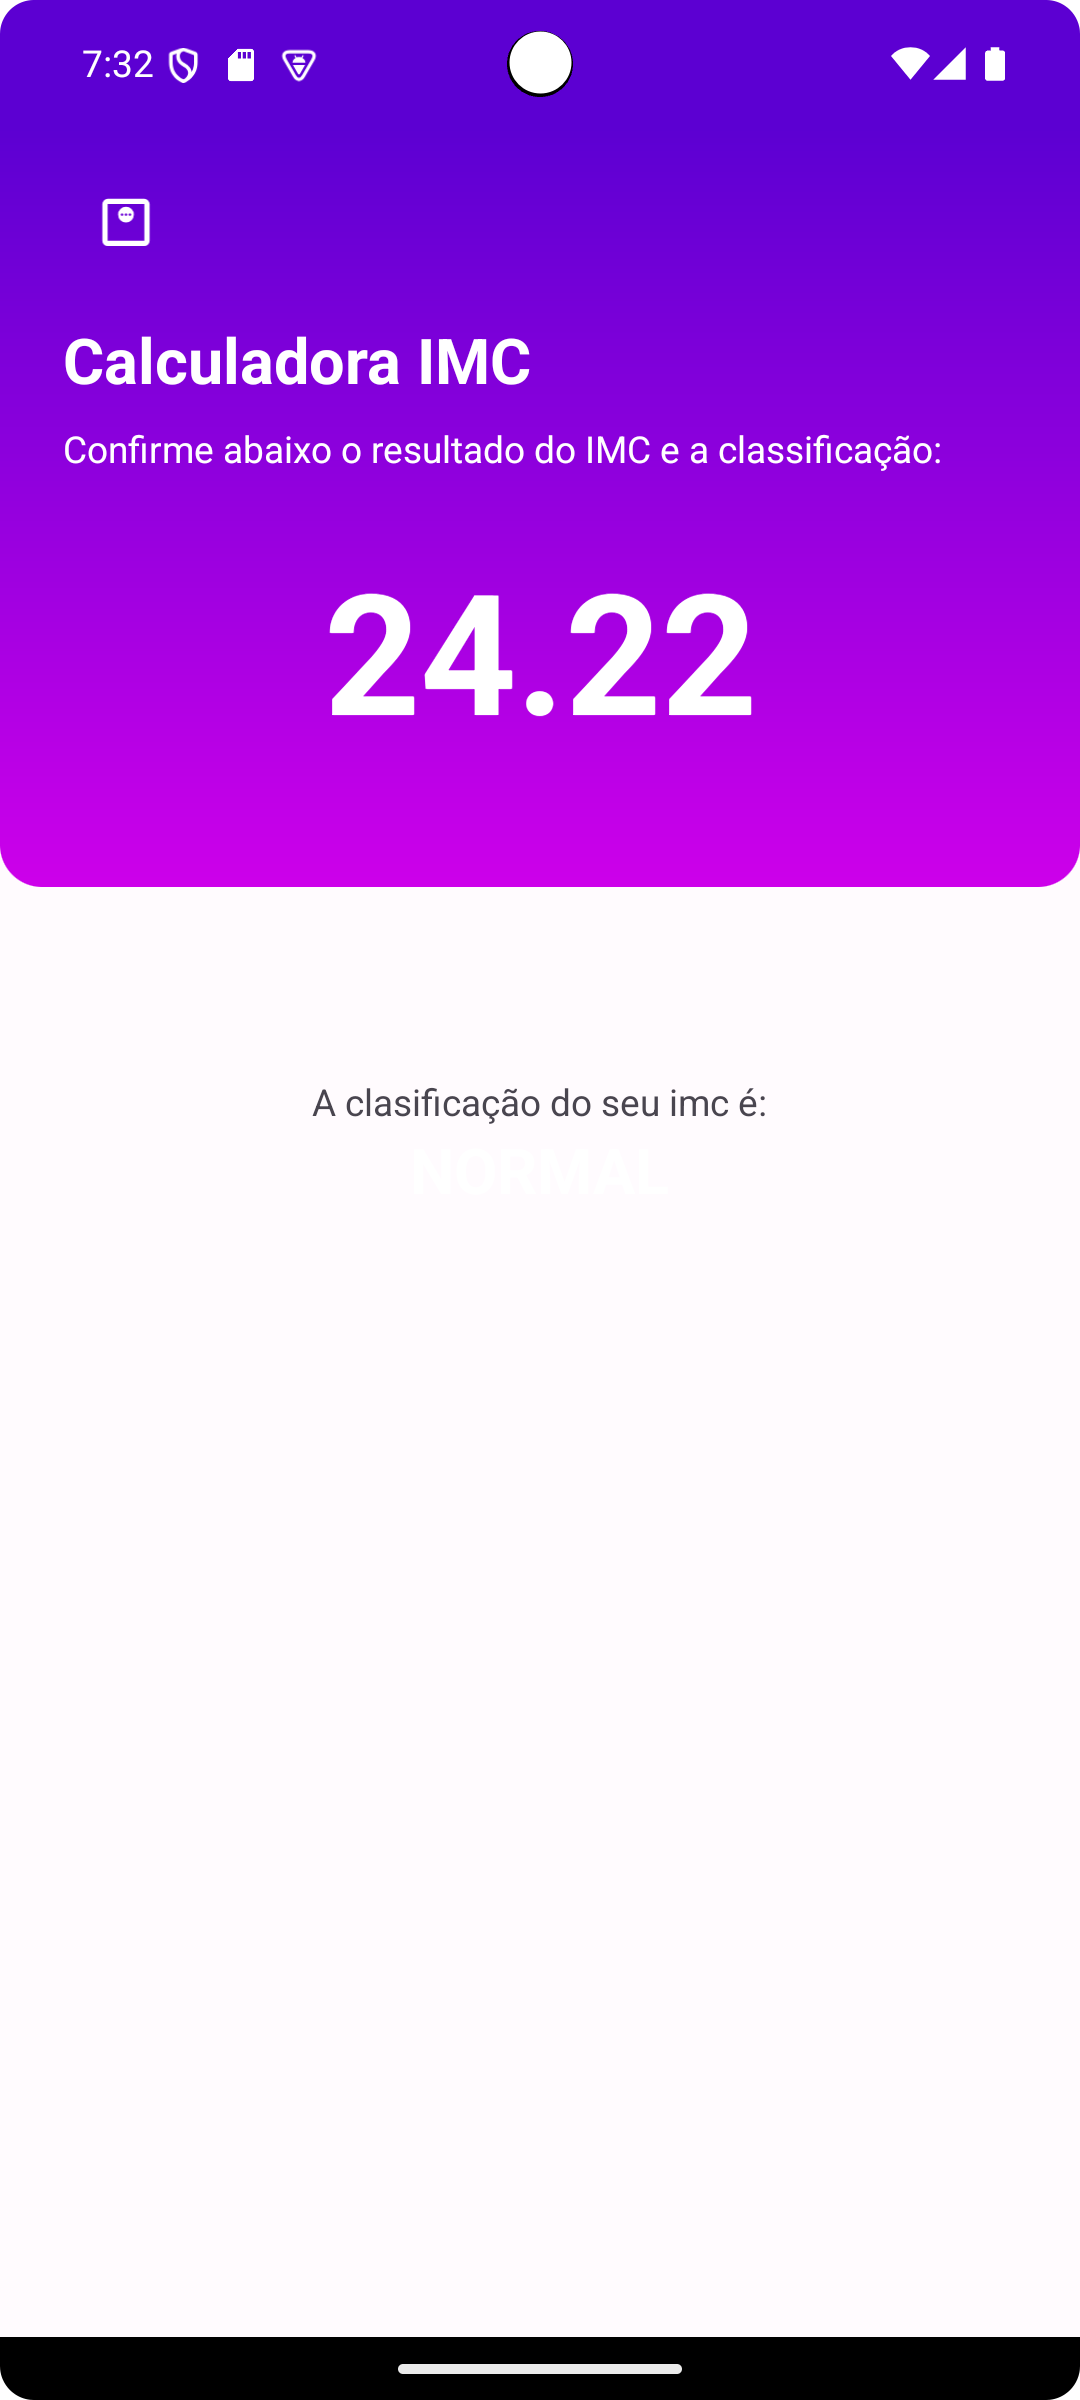 7:32
Calculadora IMC
Confirme abaixo o resultado do IMC e a classificação:
24.22
A clasificação do seu imc é:
NORMAL